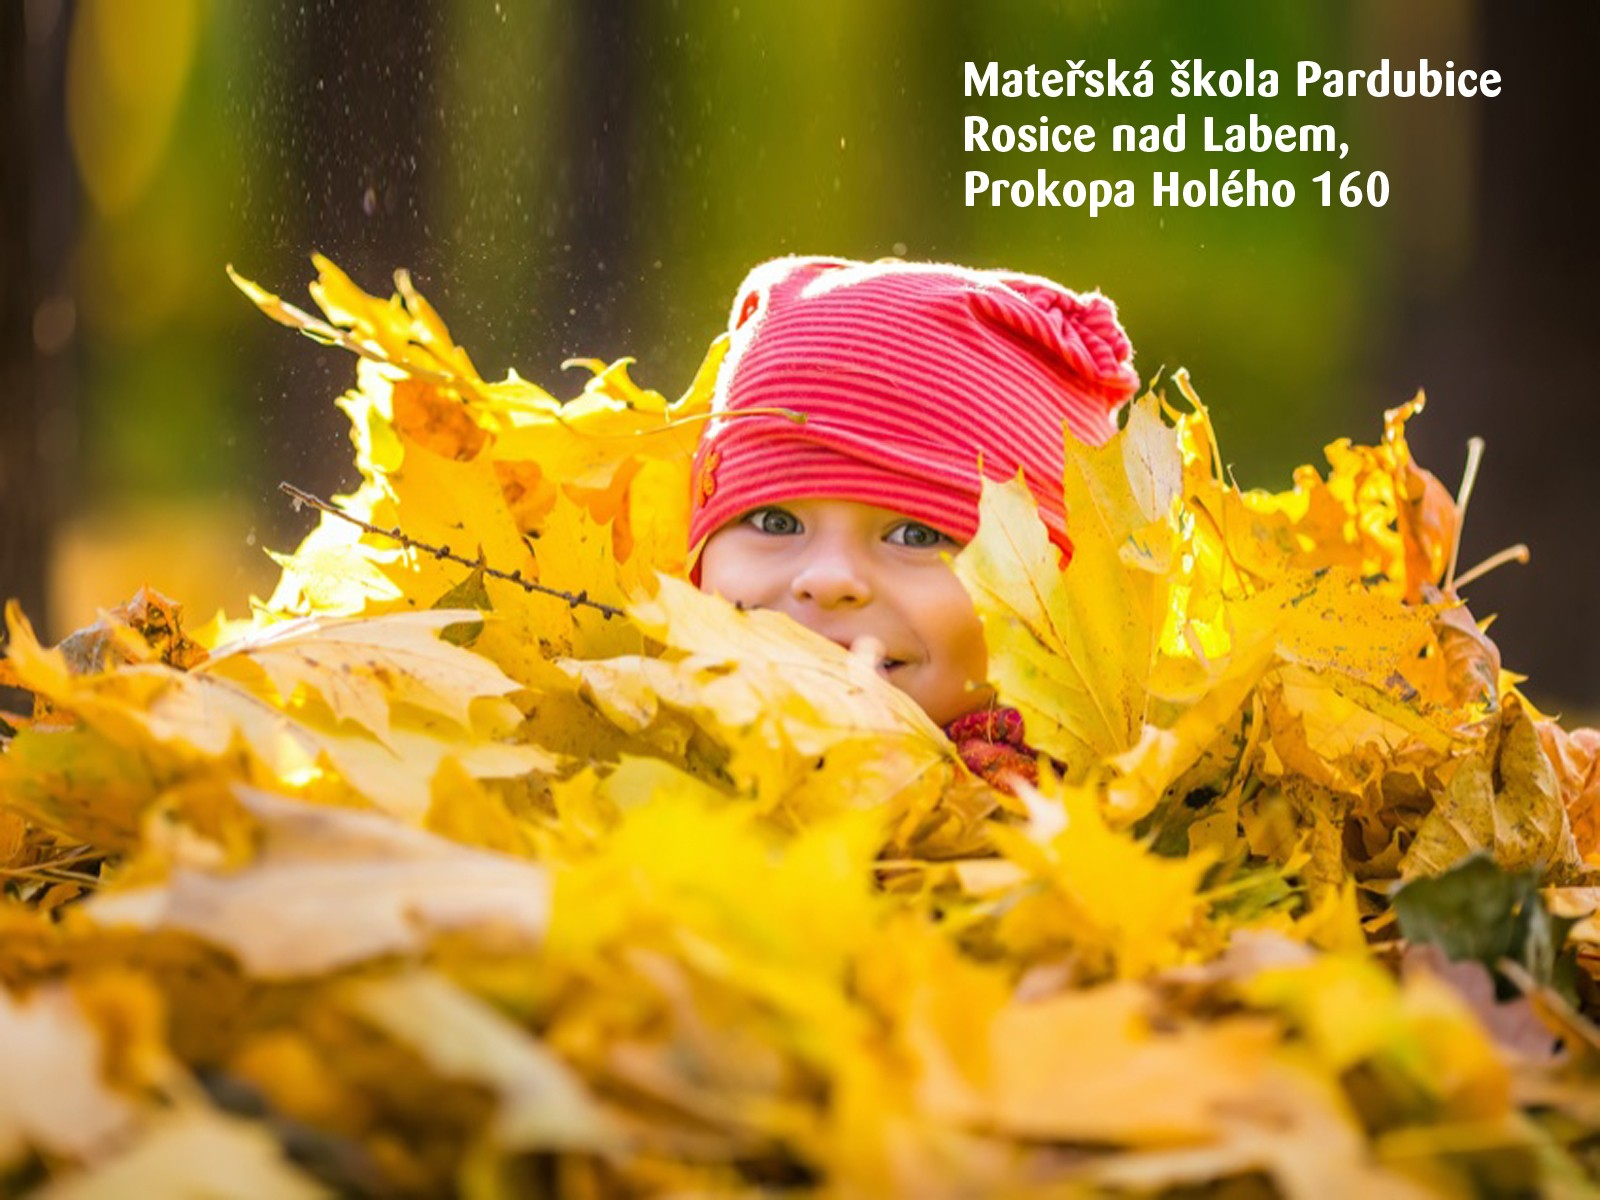 Mateřská škola Pardubice
Rosice nad Labem,
Prokopa Holého 160